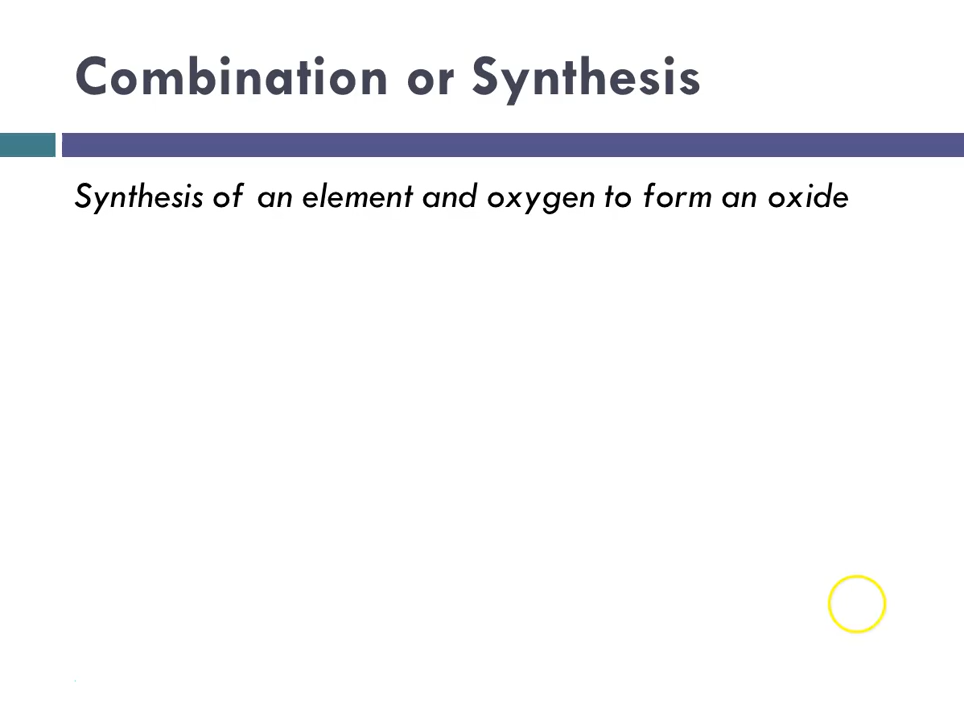 Combination or Synthesis
Synthesis of an element and oxygen to form an oxide